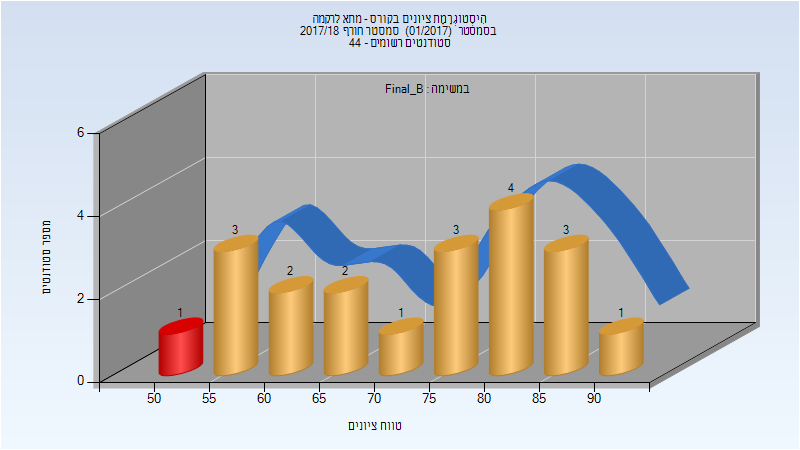 היסטוגרמת ציונים בקורס - מתא לרקמה
בסמסטר (01/2017) סמסטר חורף 2017/18
סטודנטים רשומים - 44
במשימה : Final_B
מספר סטודנטים
6
4
2
0
1
3
2
2
1
3
4
3
1
50 55 60 65 70 75 80 85 90
טווח ציונים